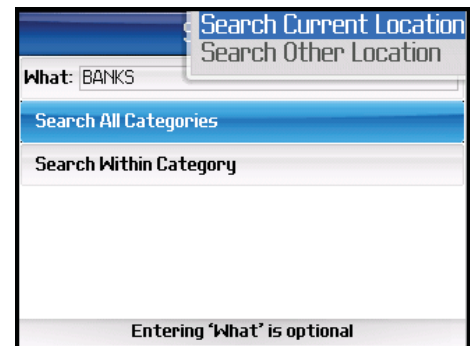 Search Current Location
Search Other Location
What: BANKS
Search All Categories
Search Within Category
Entering 'What' is optional